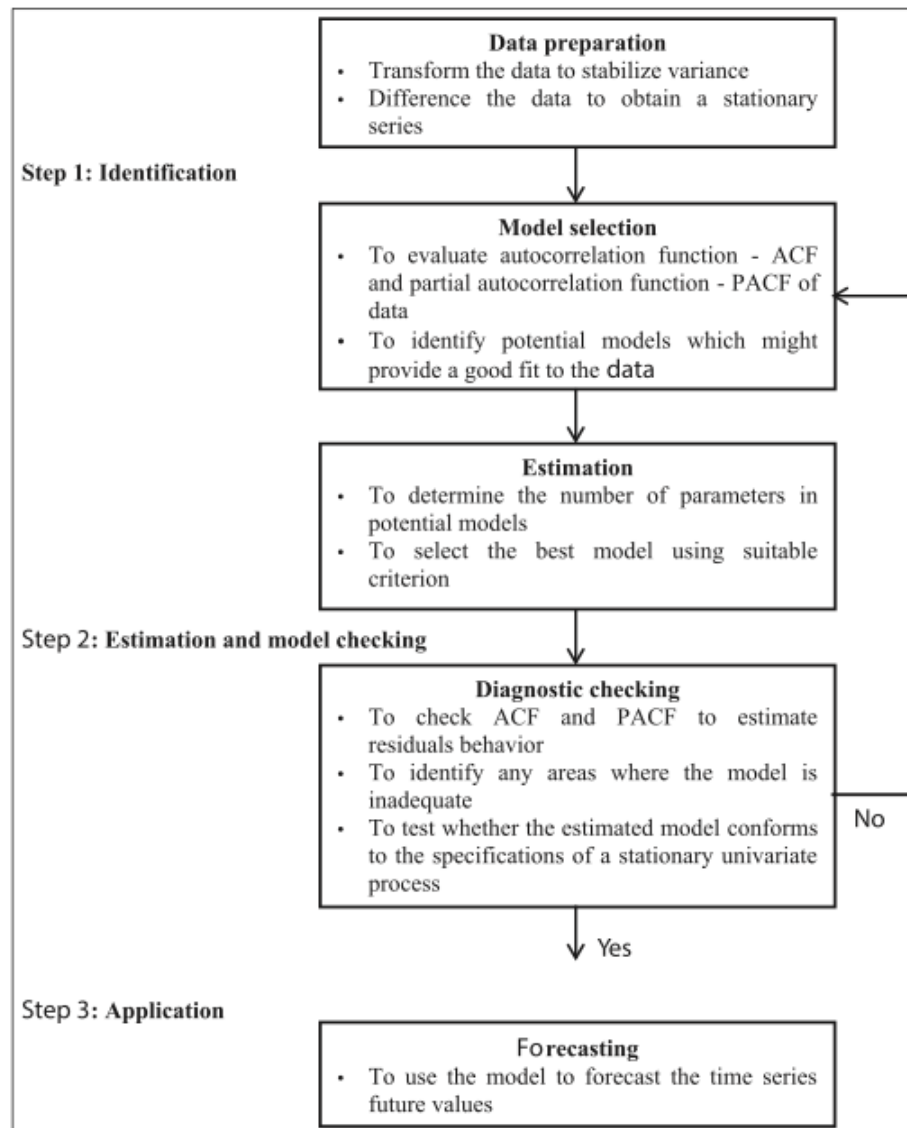 Data preparation
• Transform the data to stabilize variance
• Difference the data to obtain a stationary
series
Step 1: Identification
Model selection
• To evaluate autocorrelation function - ACF
and partial autocorrelation function - PACF of
data
• To identify potential models which might
provide a good fit to the data
Estimation
• To determine the number of parameters in
potential models
• To select the best model using suitable
criterion
Step 2: Estimation and model checking
Diagnostic checking
• To check ACF and PACF to estimate
residuals behavior
• To identify any areas where the model is
inadequate
• To test whether the estimated model conforms
to the specifications of a stationary univariate
process
No
Yes
Step 3: Application
Forecasting
• To use the model to forecast the time series
future values